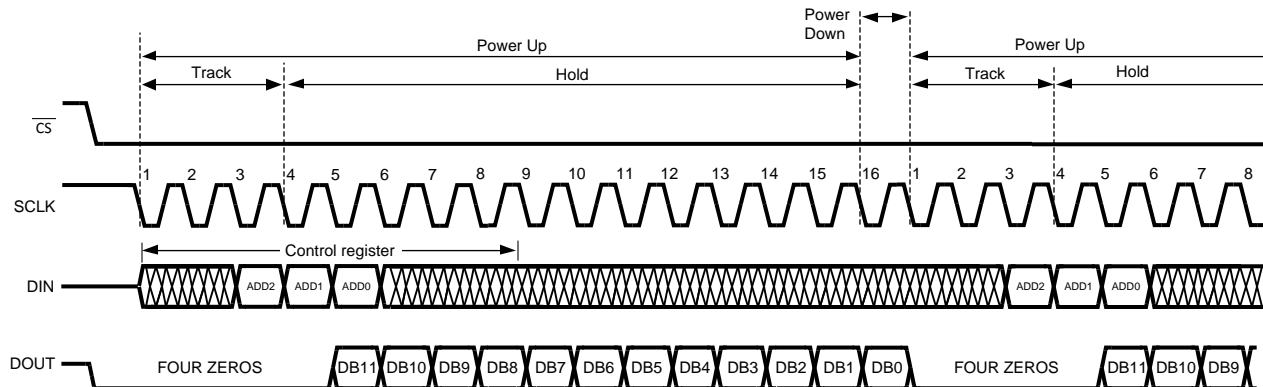 Power
Down
Power Up
Power Up
Track
Hold
Track
Hold
CS
1 2 3 4 5 6 7 8 9 10 11 12 13 14 15 16 1 2 3 4 5 6 7 8
SCLK
Control register
DIN
ADD2 ADD1 ADD0 ADD2 ADD1 ADD0
DOUT FOUR ZEROS DB11 DB10 DB9 DB8 DB7 DB6 DB5 DB4 DB3 DB2 DB1 DB0 FOUR ZEROS DB11 DB10 DB9